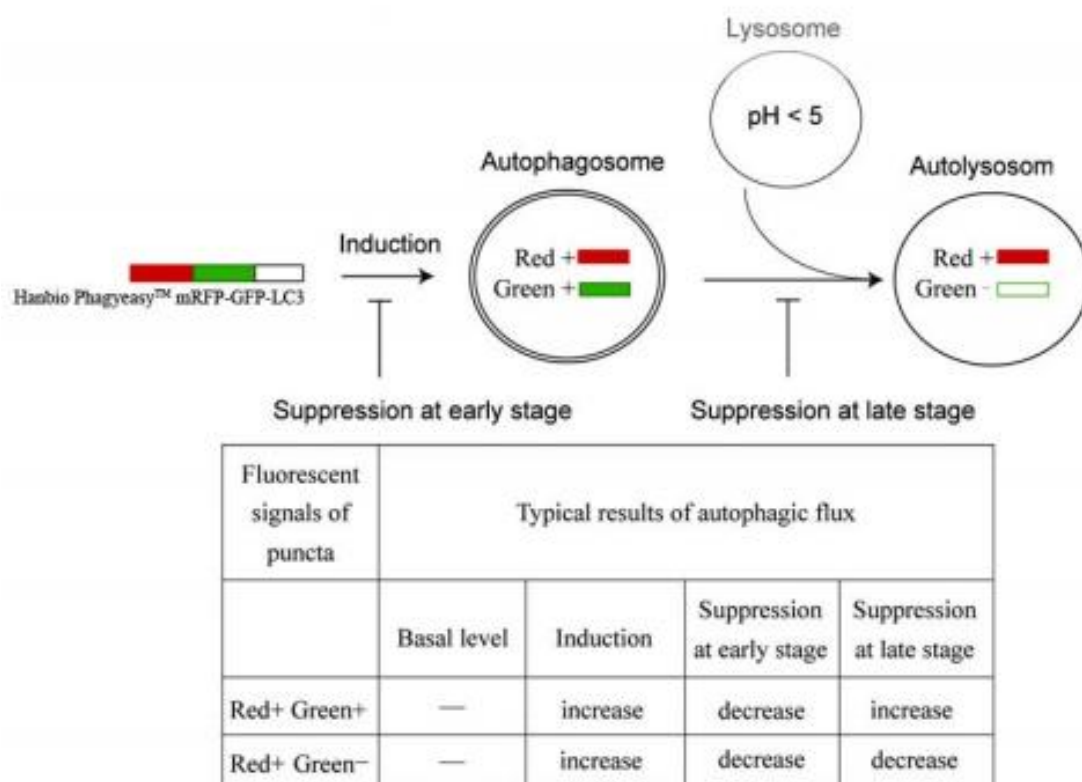 Lysosome
pH < 5
Autophagosome
Autolysosom
Induction
Red +
Green +
Red +
Green -
Hanbio Phagyeasy™ mRFP-GFP-LC3
Suppression at early stage
Suppression at late stage
Fluorescent
signals of
puncta
Typical results of autophagic flux
Basal level
Induction
Suppression
at early stage
Suppression
at late stage
Red+ Green+ — increase decrease increase
Red+ Green− — increase decrease decrease